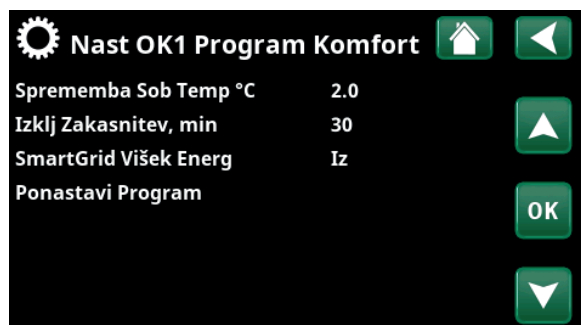 Nast OK1 Program Komfort
Sprememba Sob Temp °C 2.0
Izklj Zakasnitev, min 30
SmartGrid Višek Energ Iz
Ponastavi Program
OK